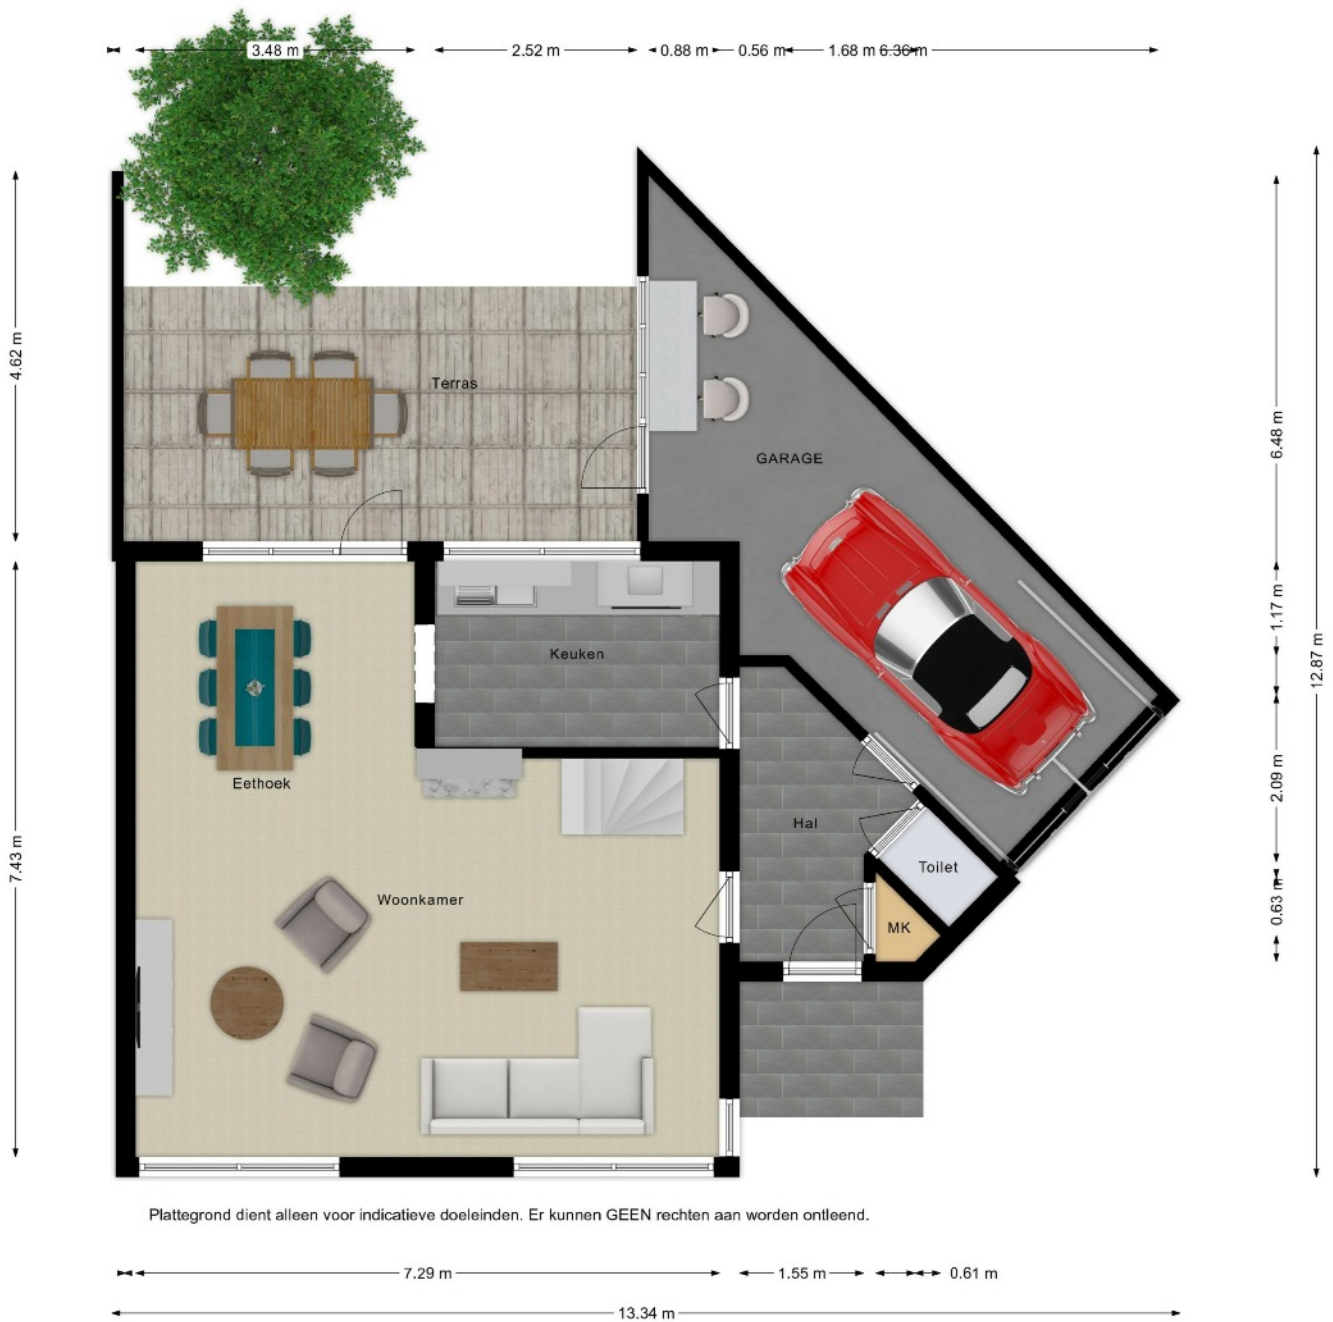 3.48 m
2.52 m
0.88 m
0.56 m
1.68 m
6.36 m
4.62 m
6.48 m
12.87 m
Terras
GARAGE
1.17 m
Keuken
Eethoek
2.09 m
Hal
7.43 m
Toilet
Woonkamer
0.63 m
MK
Plattegrond dient alleen voor indicatieve doeleinden. Er kunnen GEEN rechten aan worden ontleend.
7.29 m
1.55 m
0.61 m
13.34 m